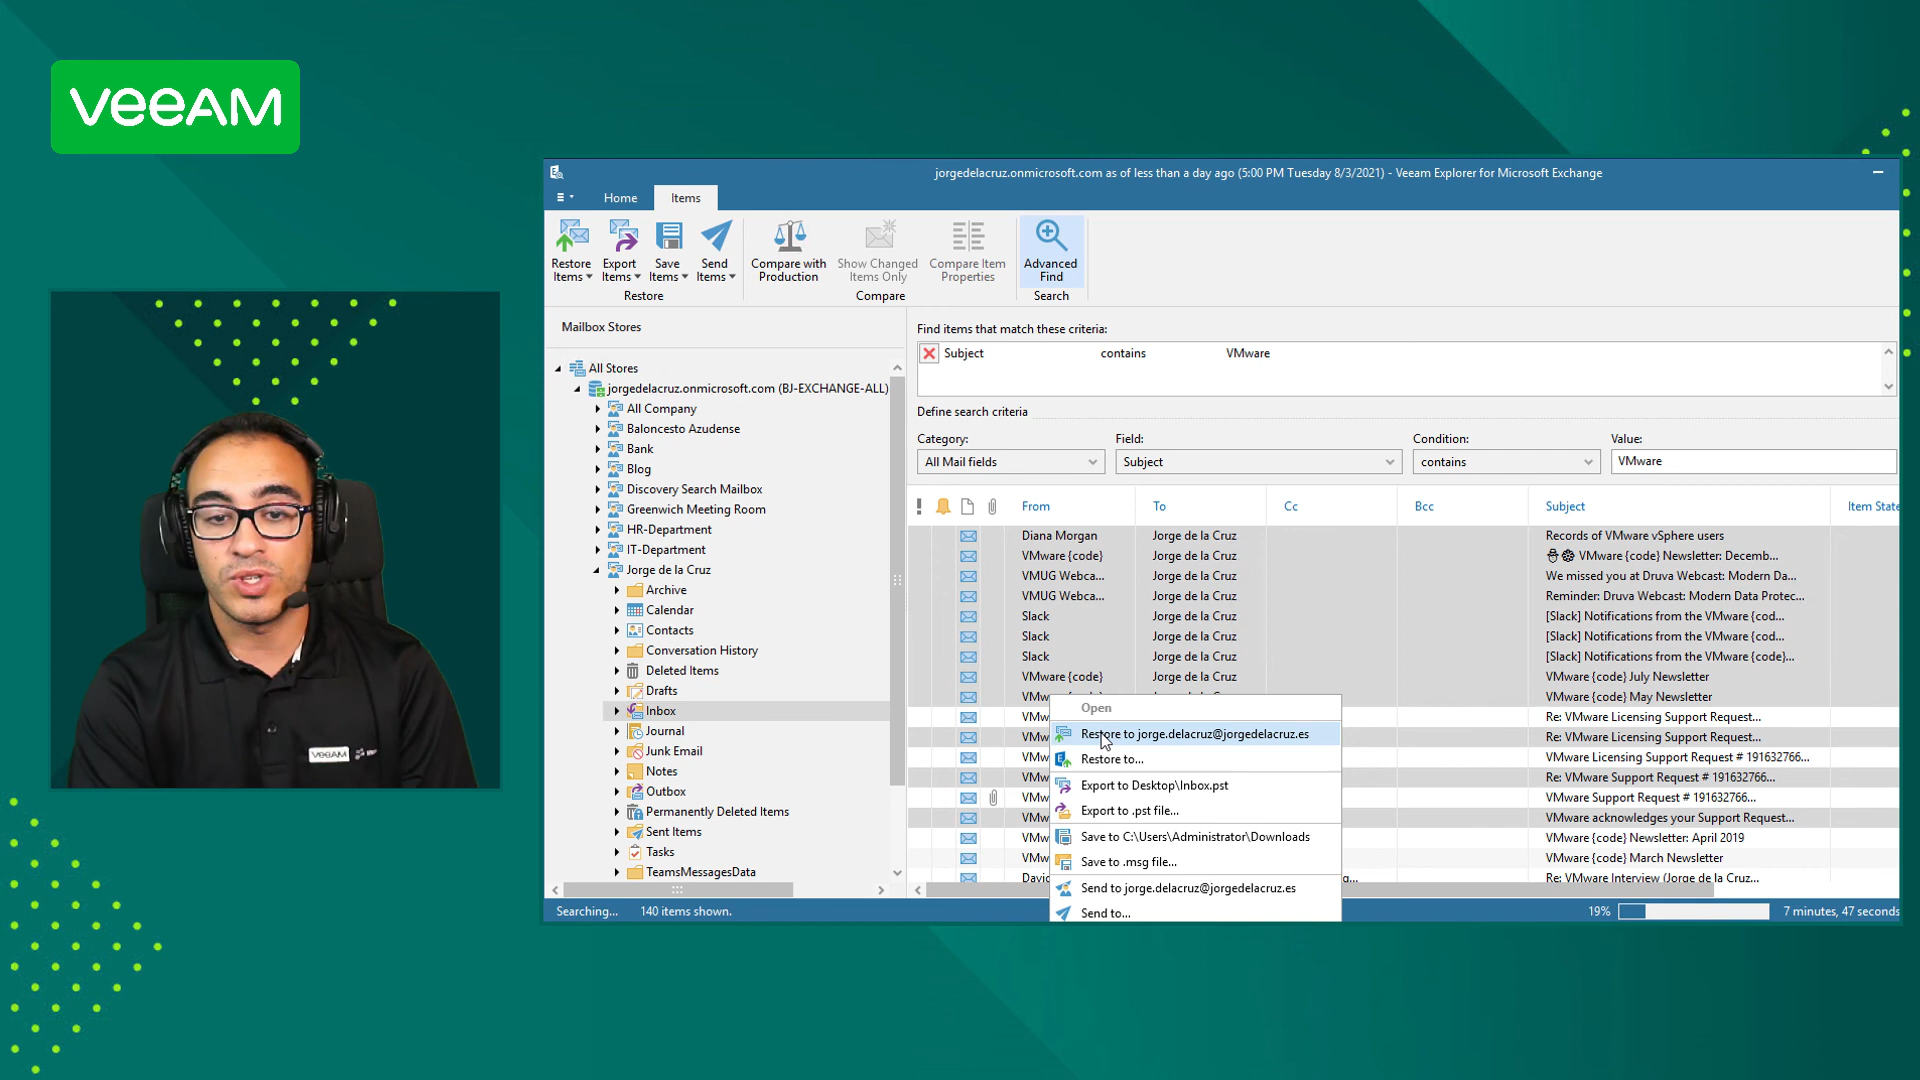 veeAM
jorgedelacruz.onmicrosoft.com as of less than a day ago (5:00 PM Tuesday 8/3/2021) - Veeam Explorer for Microsoft Exchange
Home
Items
Restore Items
Export Items
Save Items
Send Items
Restore
Compare with Production
Show Changed Items Only
Compare Item Properties
Compare
Advanced Find
Search
Mailbox Stores
All Stores
jorgedelacruz.onmicrosoft.com (BJ-EXCHANGE-ALL)
All Company
Baloncesto Azudense
Bank
Blog
Discovery Search Mailbox
Greenwich Meeting Room
HR-Department
IT-Department
Jorge de la Cruz
Archive
Calendar
Contacts
Conversation History
Deleted Items
Drafts
Inbox
Journal
Junk Email
Notes
Outbox
Permanently Deleted Items
Sent Items
Tasks
TeamsMessagesData
Find items that match these criteria:
Subject contains VMware
Define search criteria
Category: Field: Condition: Value:
All Mail fields Subject contains VMware
From To Cc Bcc Subject Item State
Diana Morgan Jorge de la Cruz Records of VMware vSphere users
VMware {code} Jorge de la Cruz VMware {code} Newsletter: Decemb...
VMUG Webca... Jorge de la Cruz We missed you at Druva Webcast: Modern Da...
VMUG Webca... Jorge de la Cruz Reminder: Druva Webcast: Modern Data Protec...
Slack Jorge de la Cruz [Slack] Notifications from the VMware {cod...
Slack Jorge de la Cruz [Slack] Notifications from the VMware {cod...
Slack Jorge de la Cruz [Slack] Notifications from the VMware {code}...
VMware {code} Jorge de la Cruz VMware {code} July Newsletter
VMware {code} May Newsletter
VMw Re: VMware Licensing Support Request...
VMw Re: VMware Licensing Support Request...
VMw VMware Licensing Support Request # 191632766...
VMw Re: VMware Support Request # 191632766...
VMw VMware Support Request # 191632766...
VMw VMware acknowledges your Support Request...
VMw VMware {code} Newsletter: April 2019
VMw VMware {code} March Newsletter
Davi Re: VMware Interview (Jorge de la Cruz...
Open
Restore to jorge.delacruz@jorgedelacruz.es
Restore to...
Export to Desktop\Inbox.pst
Export to .pst file...
Save to C:\Users\Administrator\Downloads
Save to .msg file...
Send to jorge.delacruz@jorgedelacruz.es
Send to...
Searching... 140 items shown. 19% 7 minutes, 47 seconds
VEEAM